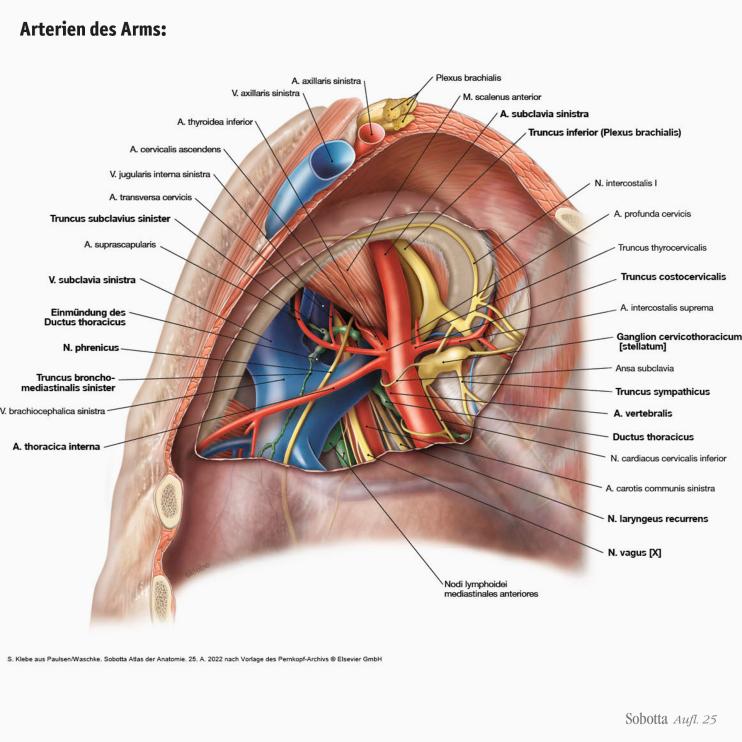 Arterien des Arms:
A. axillaris sinistra
V. axillaris sinistra
A. thyroidea inferior
A. cervicalis ascendens
V. jugularis interna sinistra
A. transversa cervicis
Truncus subclavius sinister
A. suprascapularis
V. subclavia sinistra
Einmündung des
Ductus thoracicus
N. phrenicus
Truncus broncho-
mediastinalis sinister
V. brachiocephalica sinistra
A. thoracica interna
Plexus brachialis
M. scalenus anterior
A. subclavia sinistra
Truncus inferior (Plexus brachialis)
N. intercostalis I
A. profunda cervicis
Truncus thyrocervicalis
Truncus costocervicalis
A. intercostalis suprema
Ganglion cervicothoracicum
[stellatum]
Ansa subclavia
Truncus sympathicus
A. vertebralis
Ductus thoracicus
N. cardiacus cervicalis inferior
A. carotis communis sinistra
N. laryngeus recurrens
N. vagus [X]
Nodi lymphoidei
mediastinales anteriores
S. Klebe aus Paulsen/Waschke, Sobotta Atlas der Anatomie. 25. A. 2022 nach Vorlage des Pernkopf-Archivs © Elsevier GmbH
Sobotta Aufl. 25